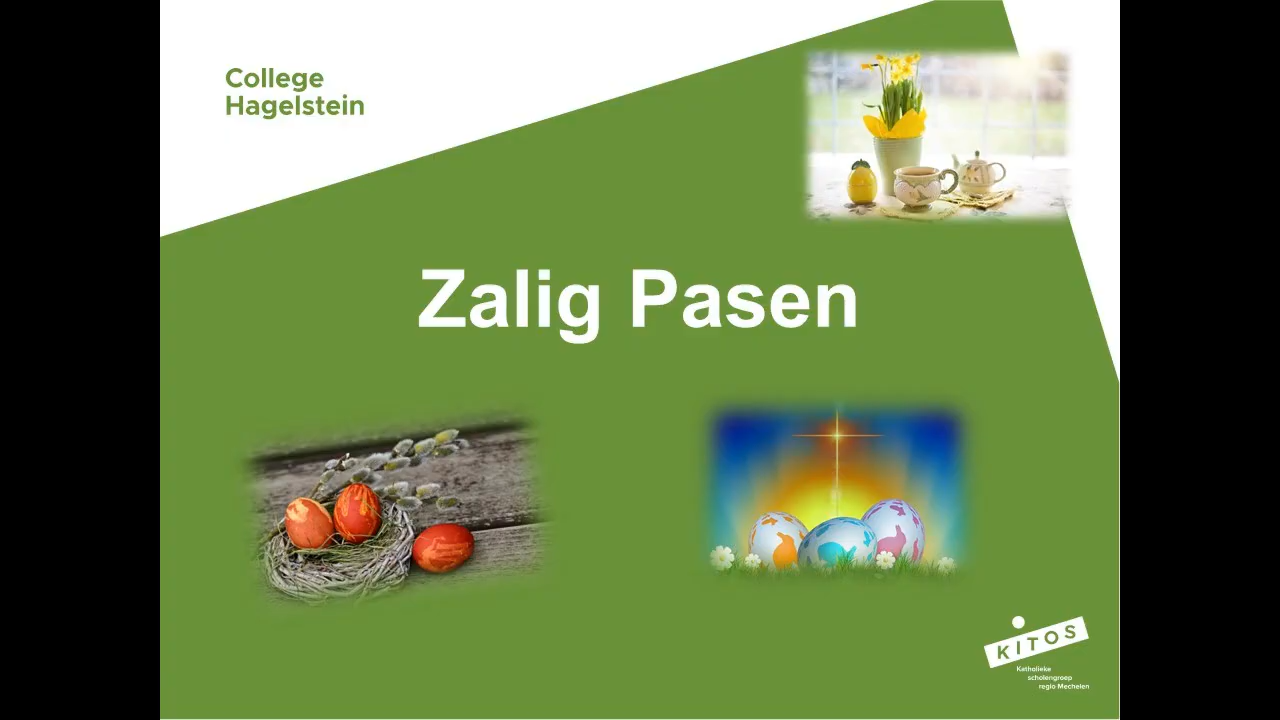 College
Hagelstein
Zalig Pasen
KITOS
Katholieke
scholengroep
regio Mechelen